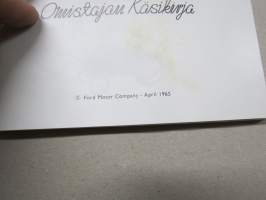 Omistajan Käsikirja
© Ford Motor Company - April 1965